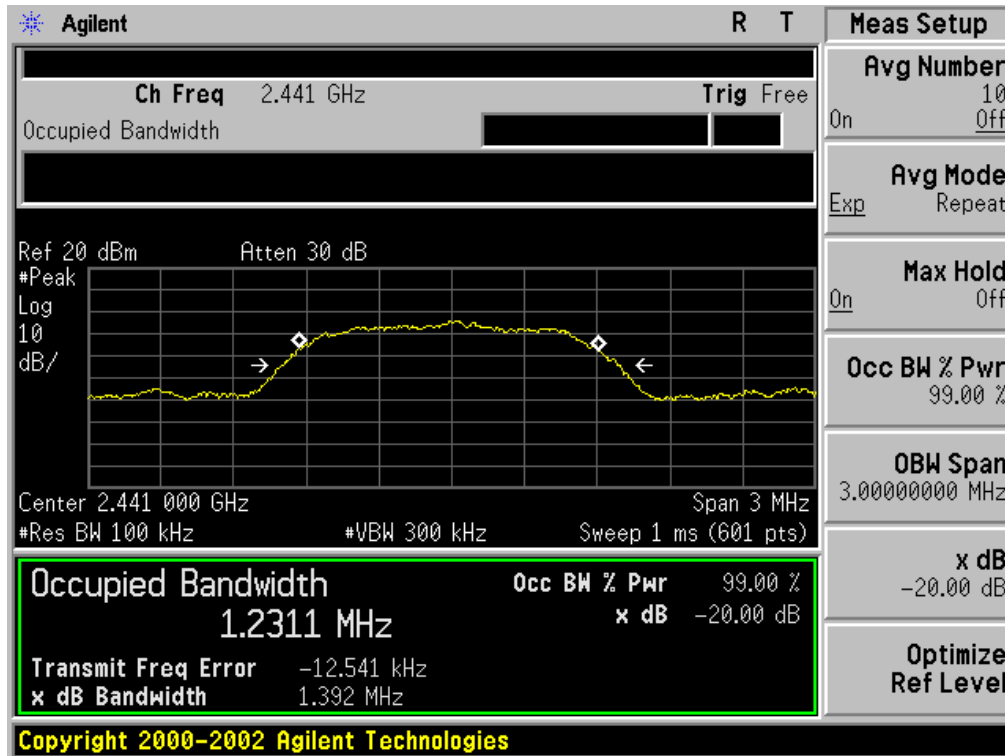 Agilent R T
Ch Freq 2.441 GHz Trig Free
Occupied Bandwidth
Ref 20 dBm Atten 30 dB
#Peak
Log
10
dB/
Center 2.441 000 GHz Span 3 MHz
#Res BW 100 kHz #VBW 300 kHz Sweep 1 ms (601 pts)
Occupied Bandwidth
1.2311 MHz
Occ BW % Pwr 99.00 %
x dB -20.00 dB
Transmit Freq Error -12.541 kHz
x dB Bandwidth 1.392 MHz
Copyright 2000-2002 Agilent Technologies
Meas Setup
Avg Number
10
On Off
Avg Mode
Exp Repeat
Max Hold
On Off
Occ BW % Pwr
99.00 %
OBW Span
3.00000000 MHz
x dB
-20.00 dB
Optimize
Ref Level